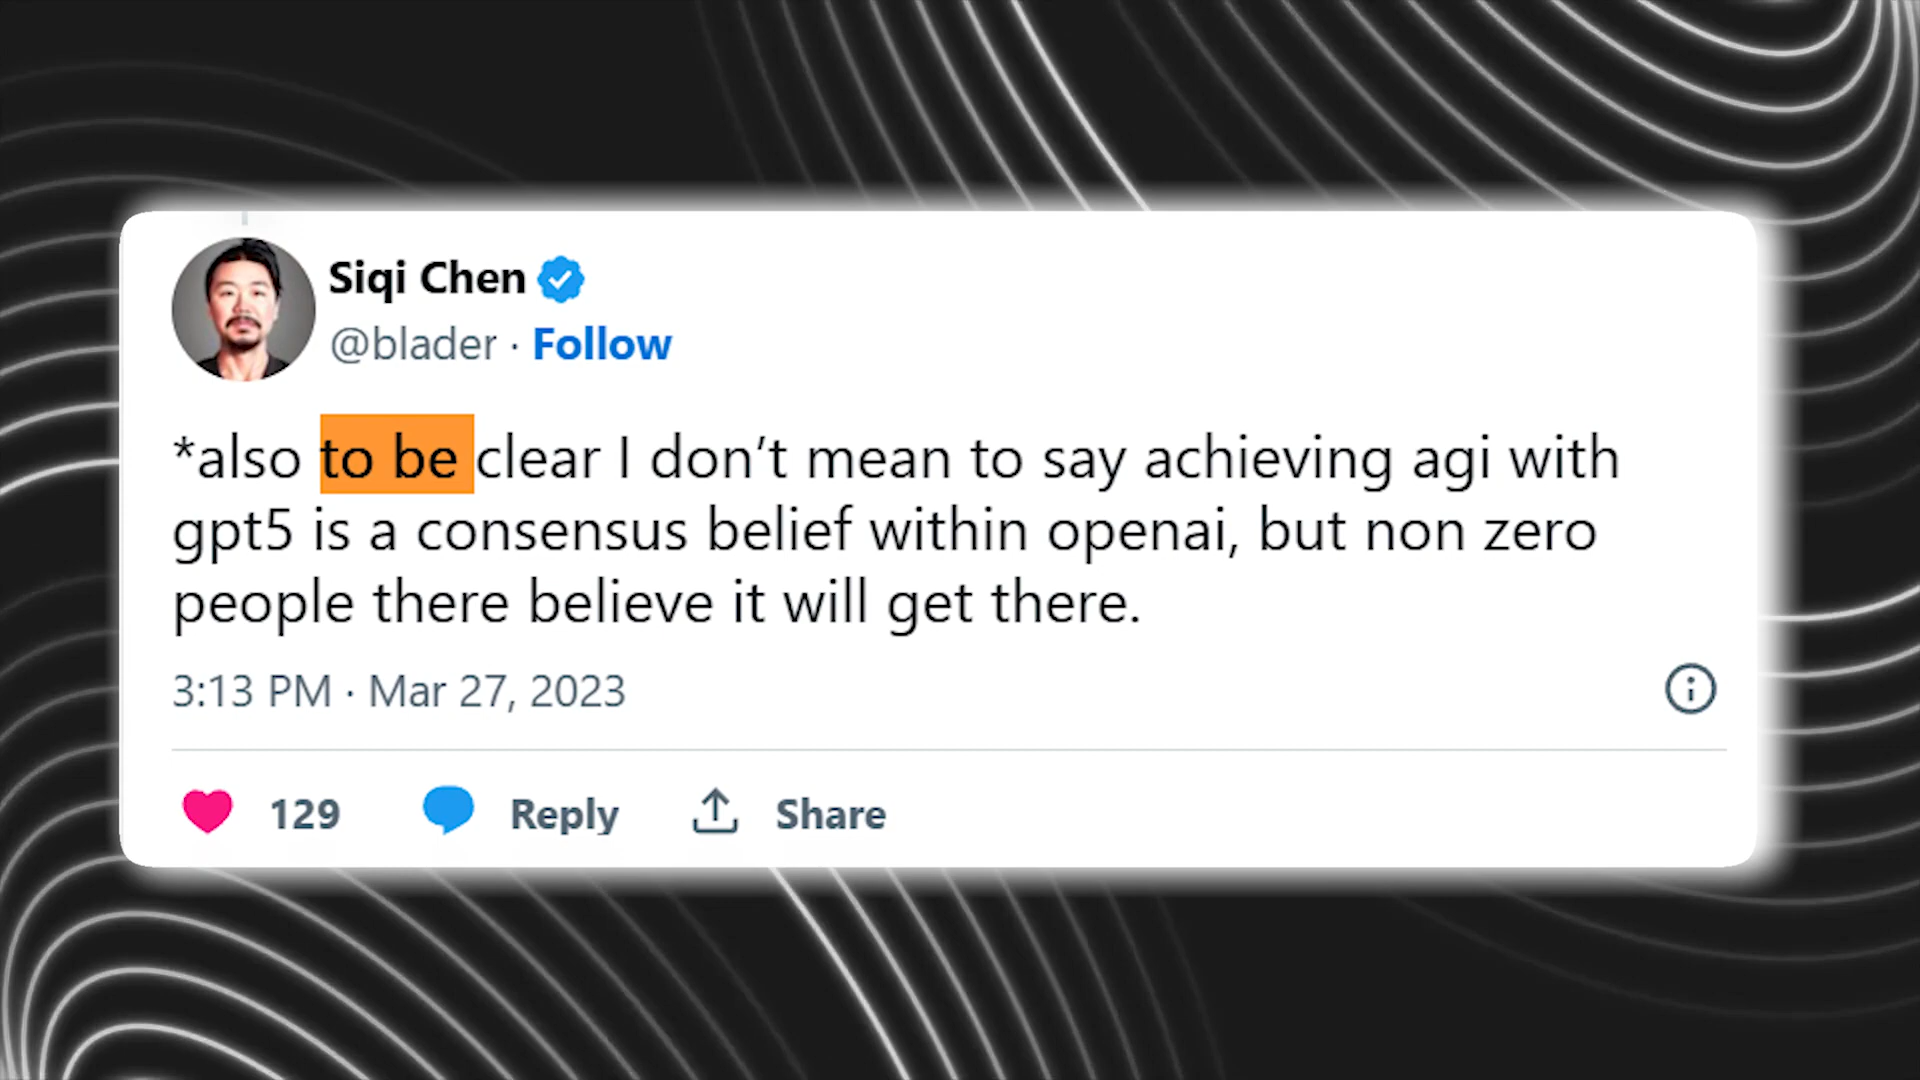 Siqi Chen
@blader · Follow
*also to be clear I don't mean to say achieving agi with
gpt5 is a consensus belief within openai, but non zero
people there believe it will get there.
3:13 PM · Mar 27, 2023
129 Reply Share